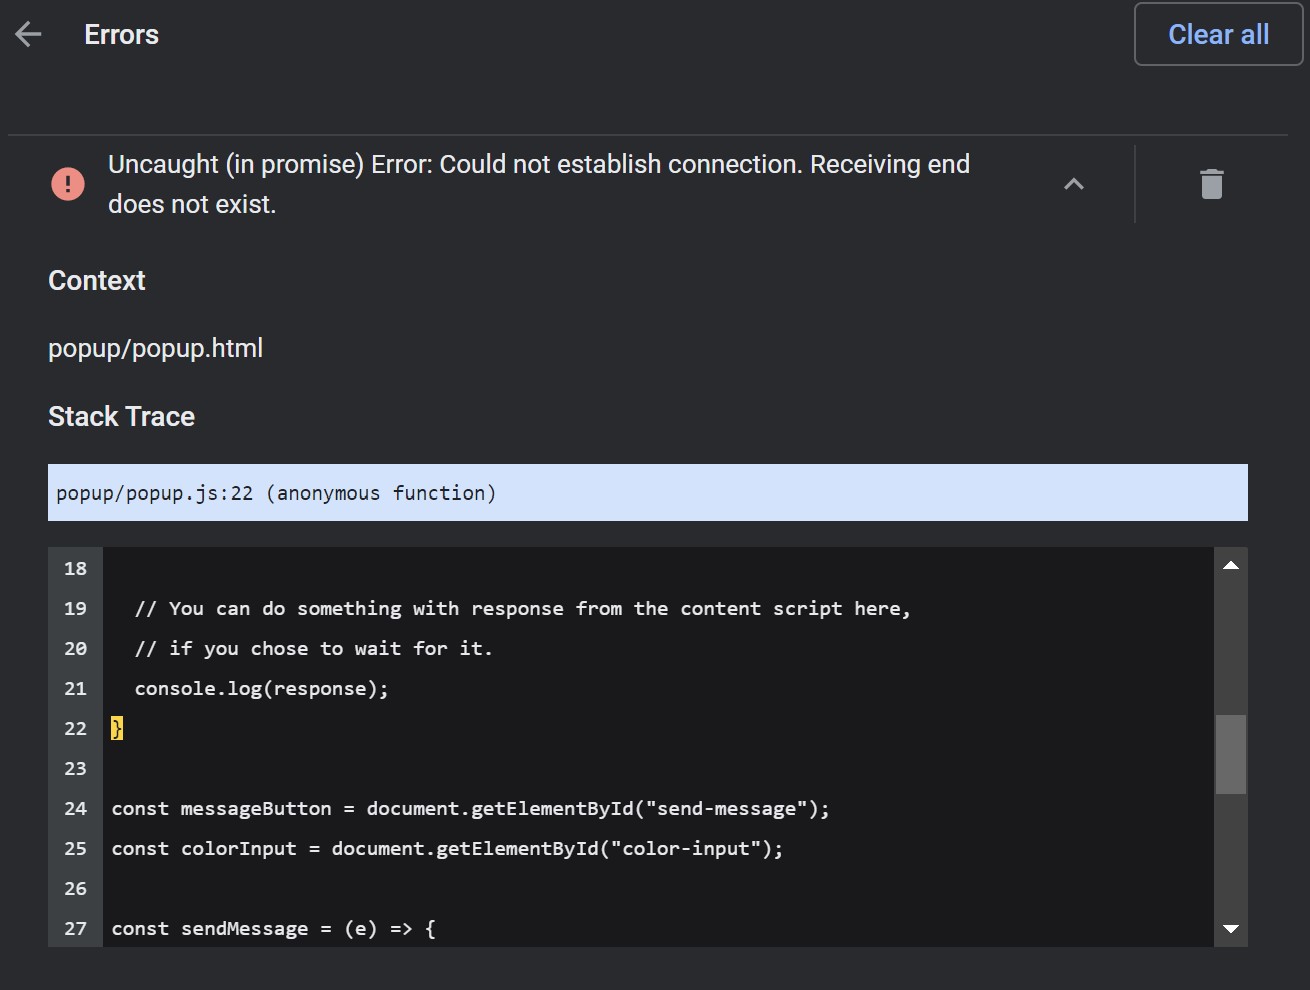 Errors
Clear all
Uncaught (in promise) Error: Could not establish connection. Receiving end
does not exist.
Context
popup/popup.html
Stack Trace
popup/popup.js:22 (anonymous function)
18
19 // You can do something with response from the content script here,
20 // if you chose to wait for it.
21 console.log(response);
22 }
23
24 const messageButton = document.getElementById("send-message");
25 const colorInput = document.getElementById("color-input");
26
27 const sendMessage = (e) => {